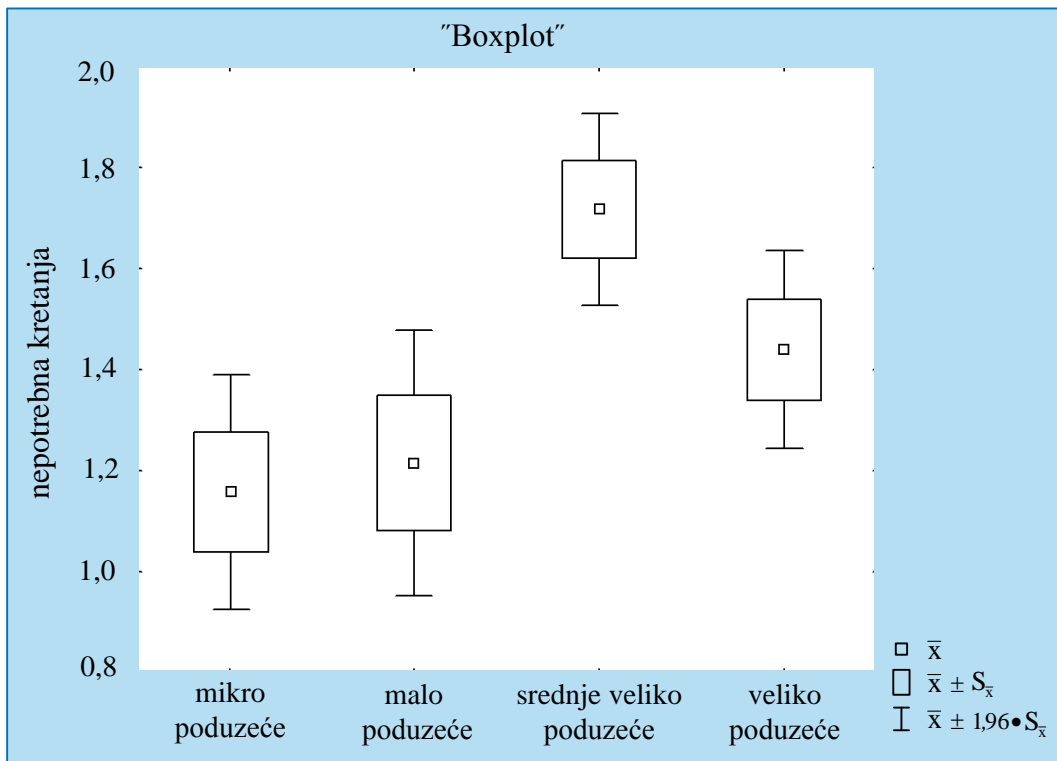 ˝Boxplot˝
nepotrebna kretanja
2,0
1,8
1,6
1,4
1,2
1,0
0,8
mikro
poduzeće
malo
poduzeće
srednje veliko
poduzeće
veliko
poduzeće
x̅
x̅ ± Sx̅
x̅ ± 1,96•Sx̅